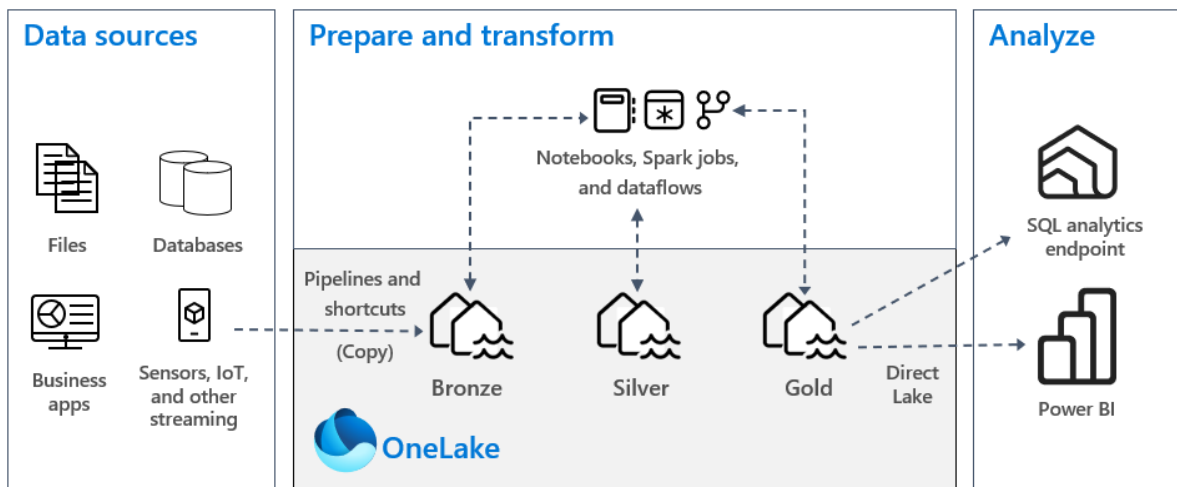 Data sources
Prepare and transform
Analyze
Notebooks, Spark jobs,
and dataflows
Files
Databases
SQL analytics
endpoint
Pipelines and
shortcuts
(Copy)
Business
apps
Sensors, IoT,
and other
streaming
Bronze
Silver
Gold
Direct
Lake
Power BI
OneLake